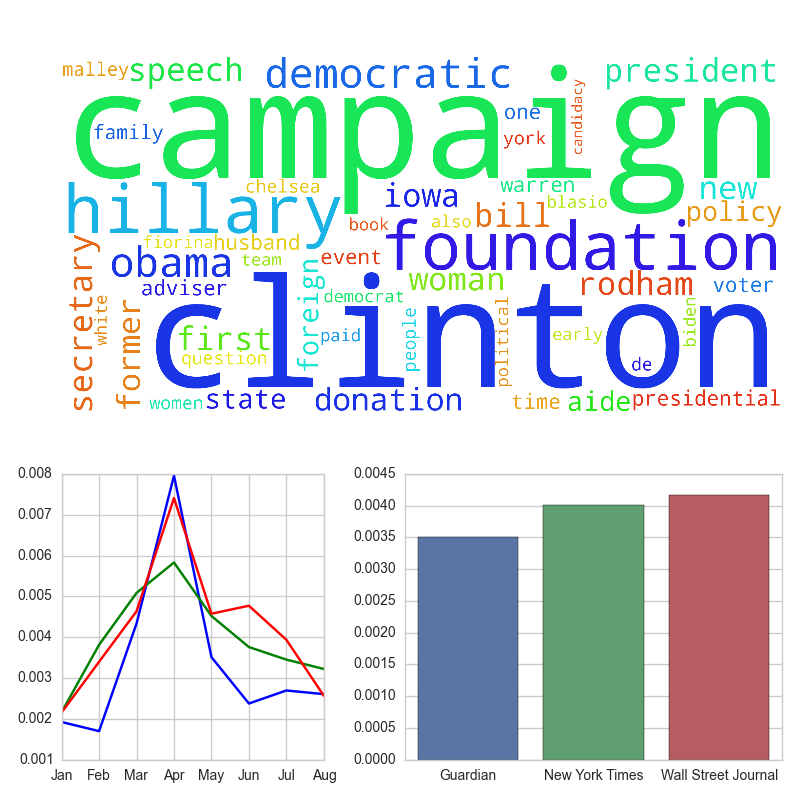 malley speech democratic president
campaign
family one york candidacy
chelsea warren blasio new
hillary iowa bill policy
book also
fiorina husband foundation
secretary obama team event woman rodham voter
adviser foreign democrat
white former first clinton paid people political early biden
question de
women state donation time aide presidential
0.008
0.007
0.006
0.005
0.004
0.003
0.002
0.001
Jan Feb Mar Apr May Jun Jul Aug
0.0045
0.0040
0.0035
0.0030
0.0025
0.0020
0.0015
0.0010
0.0005
0.0000
Guardian New York Times Wall Street Journal